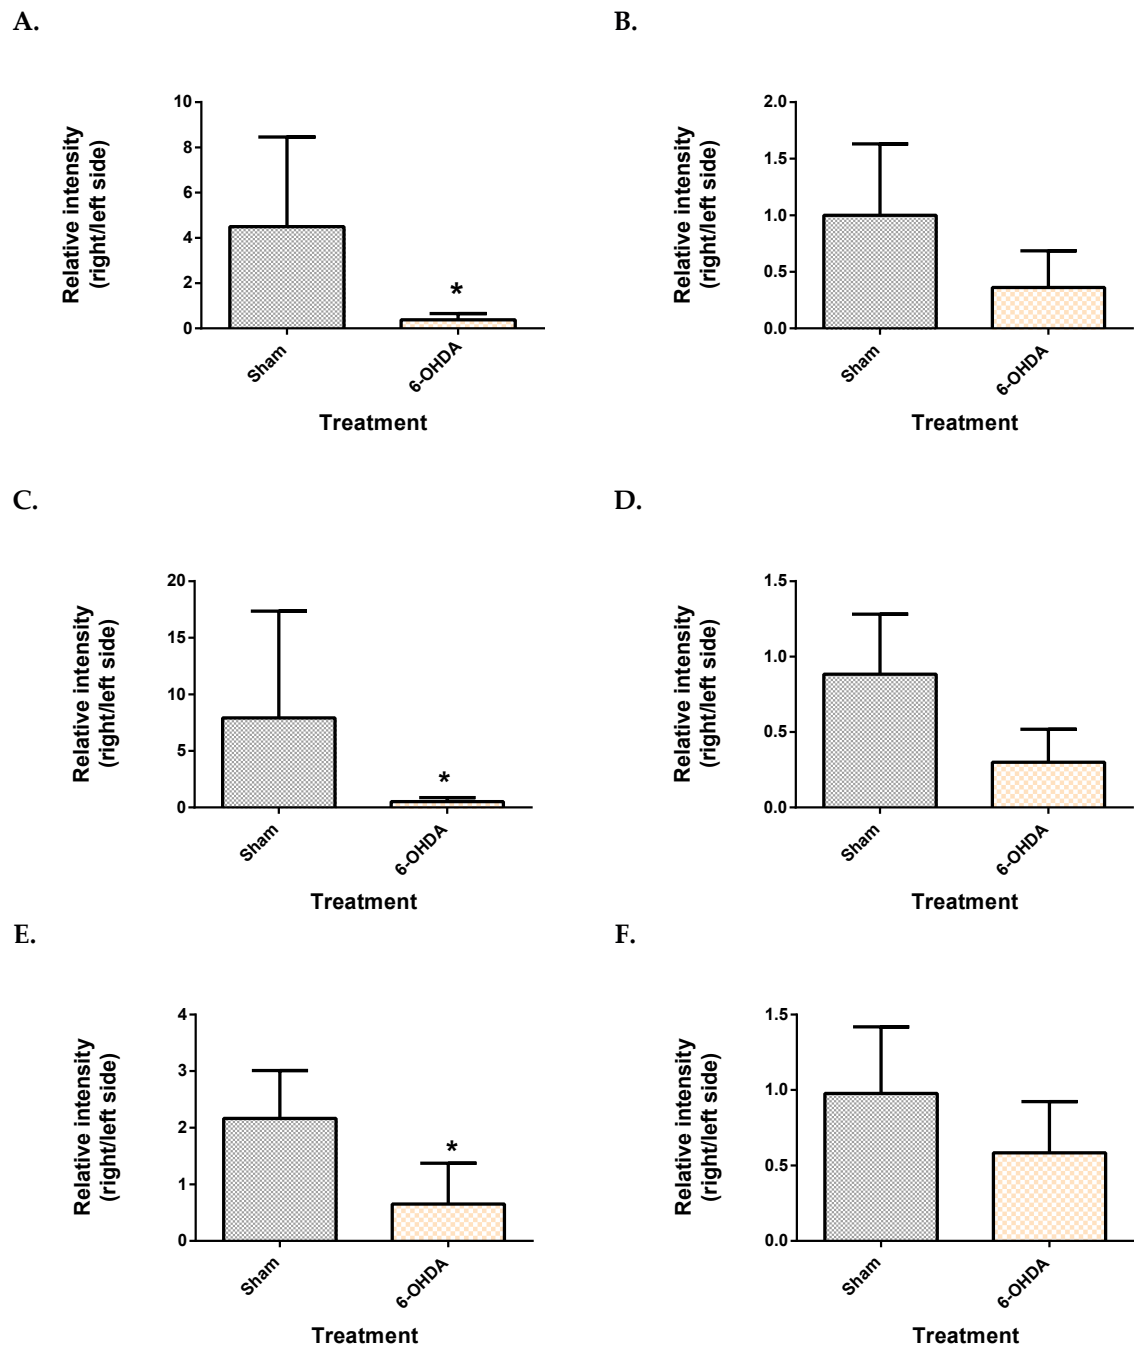 A.
Relative intensity
(right/left side)
10
8
6
4
2
0
*
Sham
6-OHDA
Treatment
B.
Relative intensity
(right/left side)
2.0
1.5
1.0
0.5
0.0
Sham
6-OHDA
Treatment
C.
Relative intensity
(right/left side)
20
15
10
5
0
*
Sham
6-OHDA
Treatment
D.
Relative intensity
(right/left side)
1.5
1.0
0.5
0.0
Sham
6-OHDA
Treatment
E.
Relative intensity
(right/left side)
4
3
2
1
0
*
Sham
6-OHDA
Treatment
F.
Relative intensity
(right/left side)
1.5
1.0
0.5
0.0
Sham
6-OHDA
Treatment